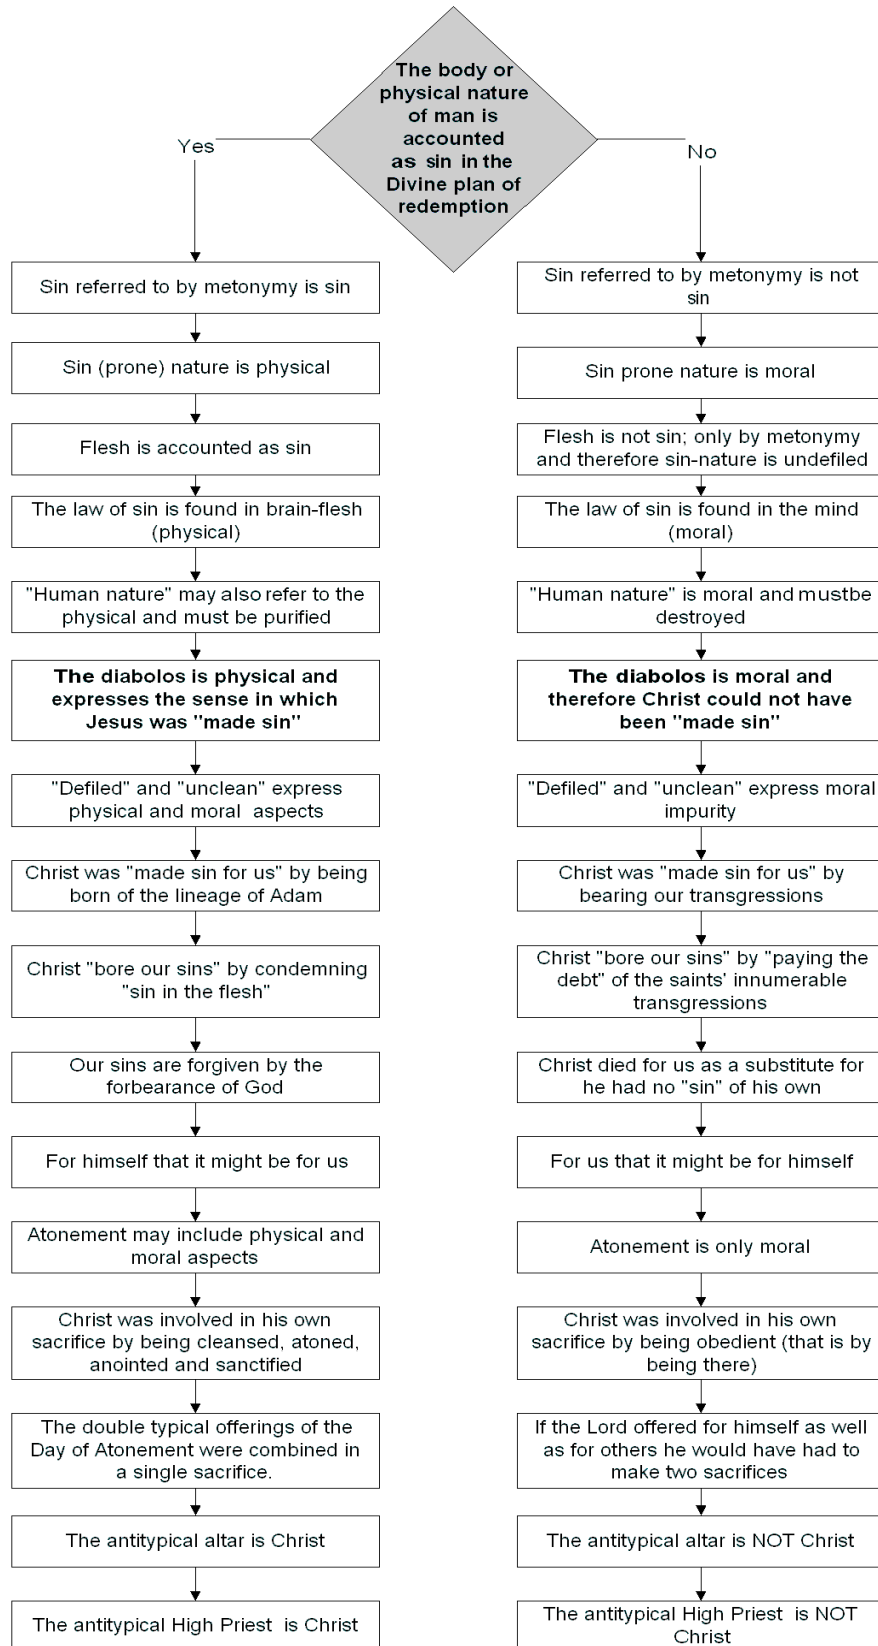 The body or
physical nature
of man is
accounted
as sin in the
Divine plan of
redemption
Yes
No
Sin referred to by metonymy is sin
Sin (prone) nature is physical
Flesh is accounted as sin
The law of sin is found in brain-flesh
(physical)
"Human nature" may also refer to the
physical and must be purified
The diabolos is physical and
expresses the sense in which
Jesus was "made sin"
"Defiled" and "unclean" express
physical and moral aspects
Christ was "made sin for us" by being
born of the lineage of Adam
Christ "bore our sins" by condemning
"sin in the flesh"
Our sins are forgiven by the
forbearance of God
For himself that it might be for us
Atonement may include physical and
moral aspects
Christ was involved in his own
sacrifice by being cleansed, atoned,
anointed and sanctified
The double typical offerings of the
Day of Atonement were combined in
a single sacrifice.
The antitypical altar is Christ
The antitypical High Priest is Christ
Sin referred to by metonymy is not
sin
Sin prone nature is moral
Flesh is not sin; only by metonymy
and therefore sin-nature is undefiled
The law of sin is found in the mind
(moral)
"Human nature" is moral and mustbe
destroyed
The diabolos is moral and
therefore Christ could not have
been "made sin"
"Defiled" and "unclean" express moral
impurity
Christ was "made sin for us" by
bearing our transgressions
Christ "bore our sins" by "paying the
debt" of the saints' innumerable
transgressions
Christ died for us as a substitute for
he had no "sin" of his own
For us that it might be for himself
Atonement is only moral
Christ was involved in his own
sacrifice by being obedient (that is by
being there)
If the Lord offered for himself as well
as for others he would have had to
make two sacrifices
The antitypical altar is NOT Christ
The antitypical High Priest is NOT
Christ